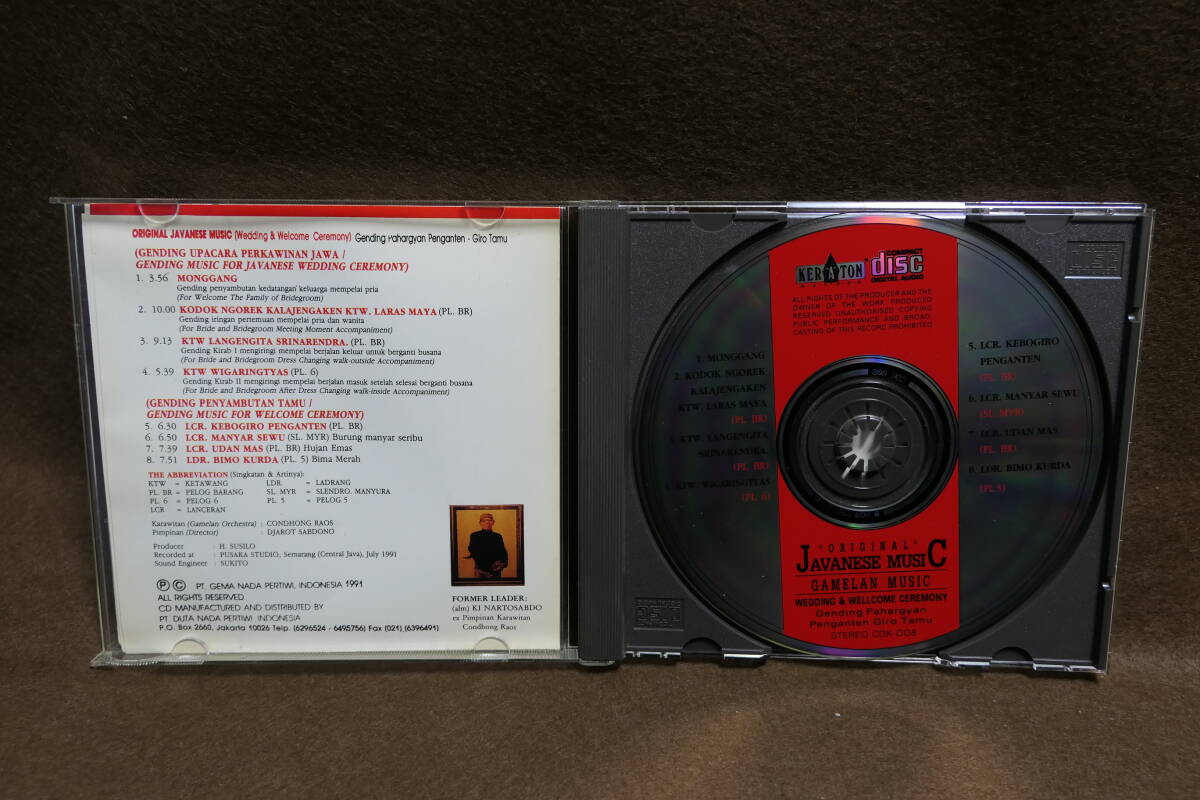 ORIGINAL JAVANESE MUSIC (Wedding & Welcome Ceremony) Gending Pahargyan Penganten - Giro Tamu
(GENDING UPACARA PERKAWINAN JAWA /
GENDING MUSIC FOR JAVANESE WEDDING CEREMONY)
1. 3.56 MONGGANG
Gending penyambutan kedatangan keluarga mempelai pria
(For Welcome The Family of Bridegroom)
2. 10.00 KODOK NGOREK KALAJENGAKEN KTW. LARAS MAYA (PL. BR)
Gending iringan pertemuan mempelai pria dan wanita
(For Bride and Bridegroom Meeting Moment Accompaniment)
3. 9.13 KTW LANGENGITA SRINARENDRA. (PL. BR)
Gending Kirab I mengiringi mempelai berjalan keluar untuk berganti busana
(For Bride and Bridegroom Dress Changing walk-outside Accompaniment)
4. 5.39 KTW WIGARINGTYAS (PL. 6)
Gending Kirab II mengiringi mempelai berjalan masuk setelah selesai berganti busana
(For Bride and Bridegroom After Dress Changing walk-inside Accompaniment)
(GENDING PENYAMBUTAN TAMU /
GENDING MUSIC FOR WELCOME CEREMONY)
5. 6.30 LCR. KEBOGIRO PENGANTEN (PL. BR)
6. 6.50 LCR. MANYAR SEWU (SL. MYR) Burung manyar seribu
7. 7.39 LCR. UDAN MAS (PL. BR) Hujan Emas
8. 7.51 LDR. BIMO KURDA (PL. 5) Bima Merah
THE ABBREVIATION (Singkatan & Artinya):
KTW = KETAWANG LDR. = LADRANG
PL. BR = PELOG BARANG SL. MYR = SLENDRO. MANYURA
PL. 6 = PELOG 6 PL. 5 = PELOG 5
LCR = LANCERAN
Karawitan (Gamelan Orchestra) : CONDHONG RAOS
Pimpinan (Director) : DJAROT SABDONO
Producer : H. SUSILO
Recorded at : PUSAKA STUDIO, Semarang (Central Java), July 1991
Sound Engineer : SUKITO
Ⓟ © PT. GEMA NADA PERTIWI, INDONESIA 1991
ALL RIGHTS RESERVED
CD MANUFACTURED AND DISTRIBUTED BY
PT. DUTA NADA PERTIWI, INDONESIA
P.O. Box 2660, Jakarta 10026 Telp. (6296524 - 6495756) Fax (021) (6396491)
FORMER LEADER:
(alm) KI NARTOSABDO
ex Pimpinan Karawitan
Condhong Raos
KERATON
RECORDS
COMPACT
disc
DIGITAL AUDIO
ALL RIGHTS OF THE PRODUCER AND THE
OWNER OF THE WORK PRODUCED
RESERVED UNAUTHORISED COPYING
PUBLIC PERFORMANCE AND BROAD-
CASTING OF THIS RECORD PROHIBITED
1. MONGGANG
2. KODOK NGOREK
KALAJENGAKEN
KTW. LARAS MAYA
(PL. BR)
3. KTW. LANGENGITA
SRINARENDRA.
(PL. BR)
4. KTW. WIGARINGTYAS
(PL. 6)
5. LCR. KEBOGIRO
PENGANTEN
(PL. BR)
6. LCR. MANYAR SEWU
(SL. MYR)
7. LCR. UDAN MAS
(PL. BR)
8. LDR. BIMO KURDA
(PL.5)
"ORIGINAL"
JAVANESE MUSIC
GAMELAN MUSIC
WEDDING & WELLCOME CEREMONY
Gending Pahargyan
Penganten Giro Tamu
STEREO CDK-008